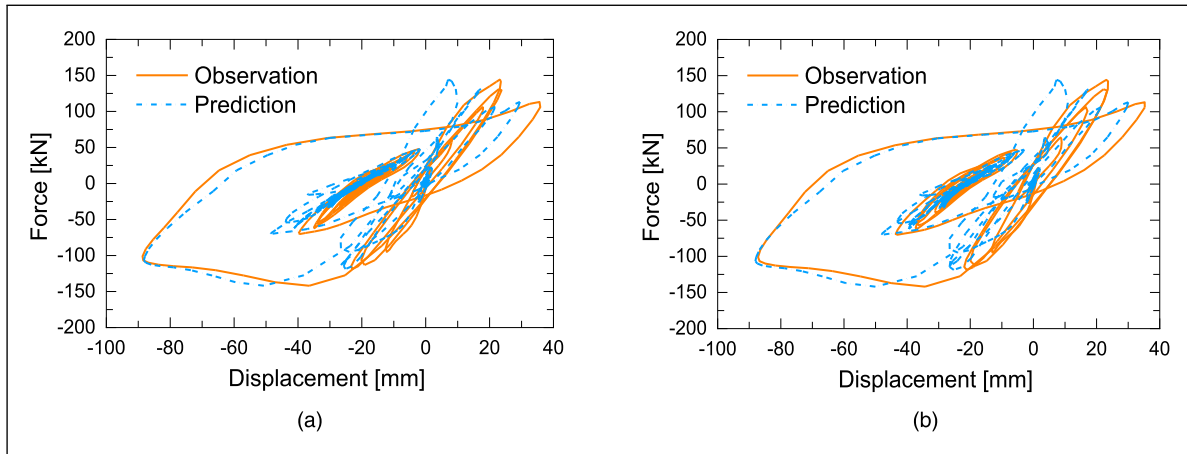 200
150
100
50
0
-50
-100
-150
-200
Force [kN]
Observation
Prediction
-100 -80 -60 -40 -20 0 20 40
Displacement [mm]
(a)
200
150
100
50
0
-50
-100
-150
-200
Force [kN]
Observation
Prediction
-100 -80 -60 -40 -20 0 20 40
Displacement [mm]
(b)